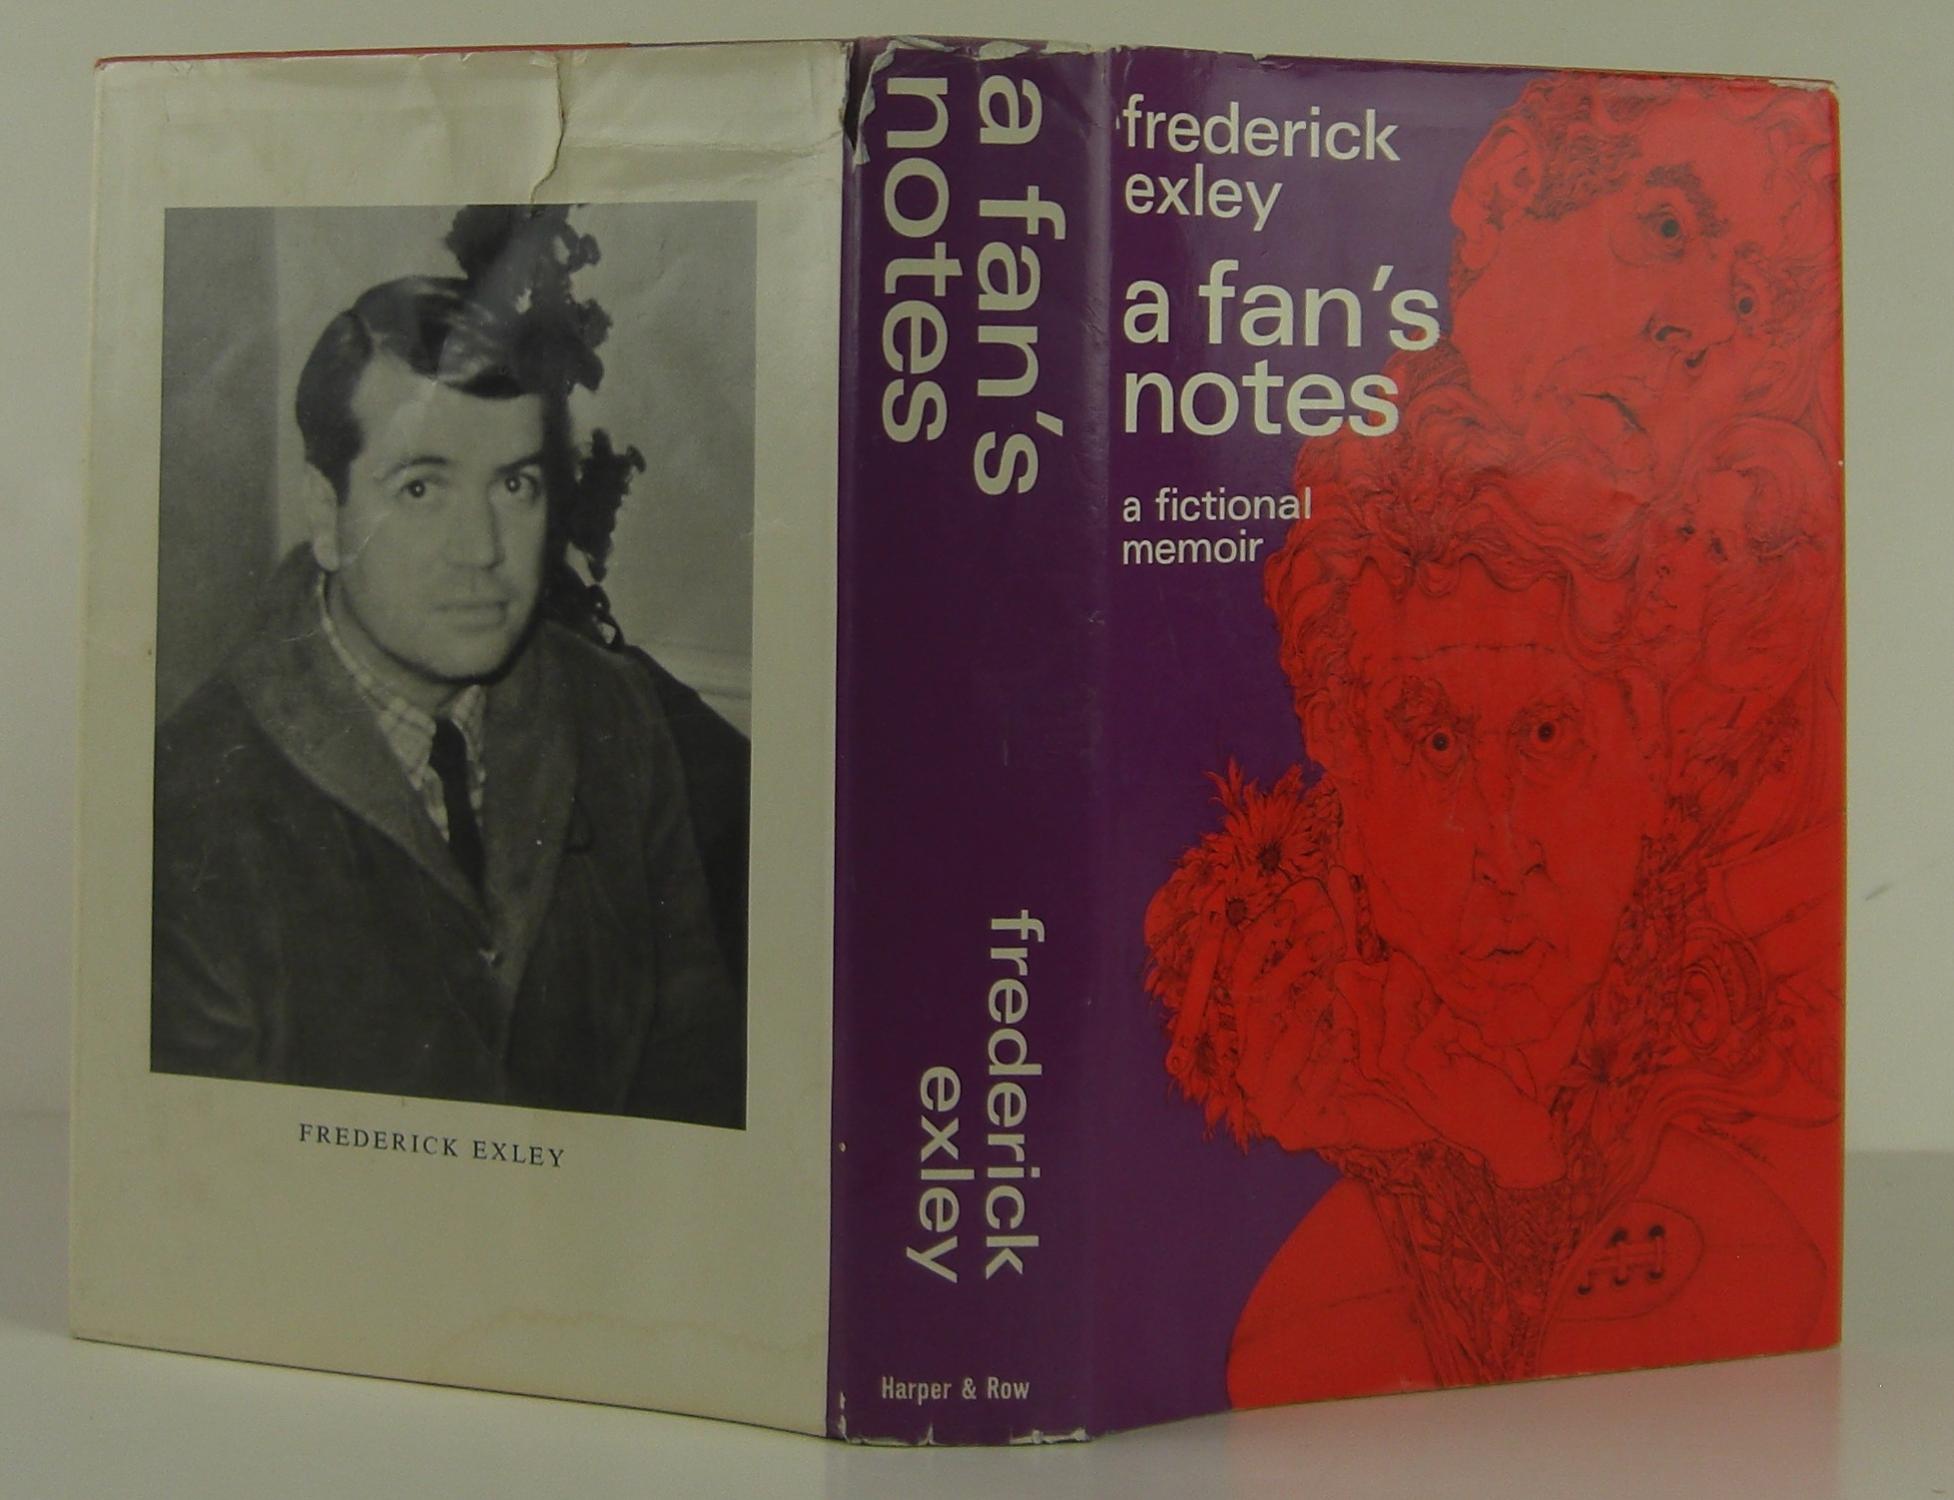 FREDERICK EXLEY
a fan's
notes
frederick
exley
Harper & Row
frederick
exley
a fan's
notes
a fictional
memoir